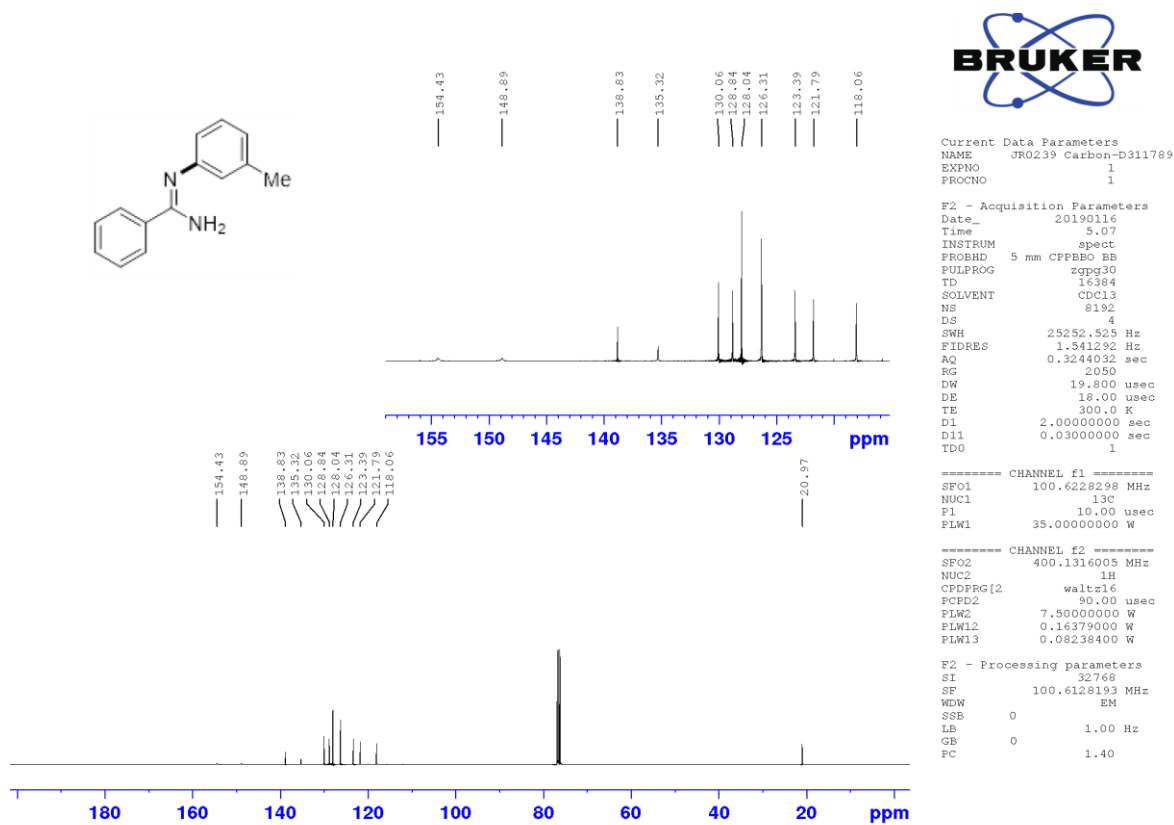 BRUKER
154.43
148.89
138.83
135.32
130.06
128.84
128.04
126.31
123.39
121.79
118.06
N
Me
NH2
155 150 145 140 135 130 125 ppm
154.43
148.89
138.83
135.32
130.06
128.84
128.04
126.31
123.39
121.79
118.06
20.97
180 160 140 120 100 80 60 40 20 ppm
Current Data Parameters
NAME JR0239 Carbon-D311789
EXPNO 1
PROCNO 1
F2 - Acquisition Parameters
Date_ 20190116
Time 5.07
INSTRUM spect
PROBHD 5 mm CPPBBO BB
PULPROG zgpg30
TD 16384
SOLVENT CDCl3
NS 8192
DS 4
SWH 25252.525 Hz
FIDRES 1.541292 Hz
AQ 0.3244032 sec
RG 2050
DW 19.800 usec
DE 18.00 usec
TE 300.0 K
D1 2.00000000 sec
D11 0.03000000 sec
TD0 1
======== CHANNEL f1 ========
SFO1 100.6228298 MHz
NUC1 13C
P1 10.00 usec
PLW1 35.00000000 W
======== CHANNEL f2 ========
SFO2 400.1316005 MHz
NUC2 1H
CPDPRG[2 waltz16
PCPD2 90.00 usec
PLW2 7.50000000 W
PLW12 0.16379000 W
PLW13 0.08238400 W
F2 - Processing parameters
SI 32768
SF 100.6128193 MHz
WDW EM
SSB 0
LB 1.00 Hz
GB 0
PC 1.40